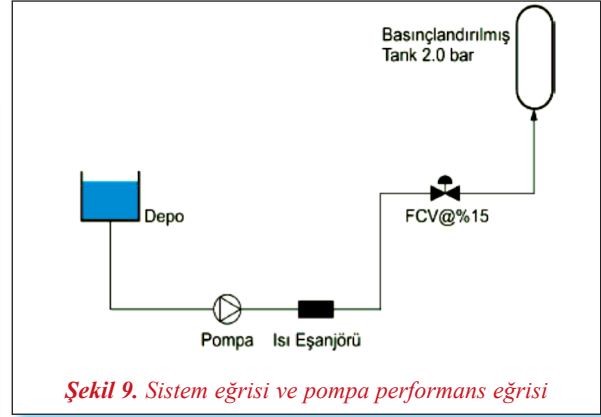 Basınçlandırılmış
Tank 2.0 bar
Depo
FCV@%15
Pompa
Isı Eşanjörü
Şekil 9. Sistem eğrisi ve pompa performans eğrisi